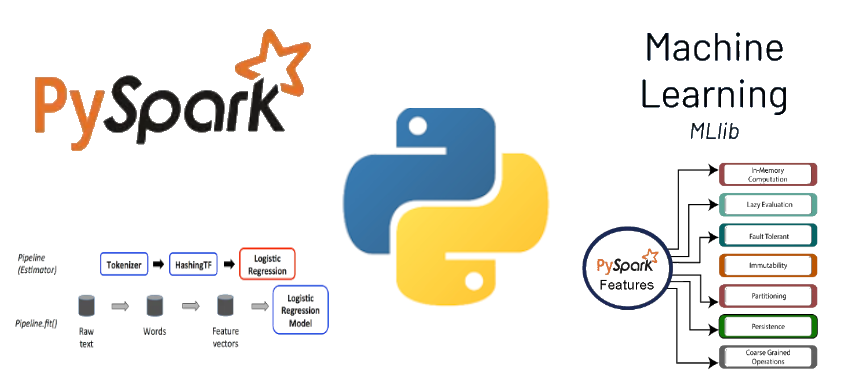 PySpark
Machine
Learning
MLlib
Pipeline
(Estimator)
Tokenizer
HashingTF
Logistic
Regression
Pipeline.fit()
Raw
text
Words
Feature
vectors
Logistic
Regression
Model
PySpark
Features
In-Memory
Computation
Lazy Evaluation
Fault Tolerant
Immutability
Partitioning
Persistence
Coarse Grained
Operations